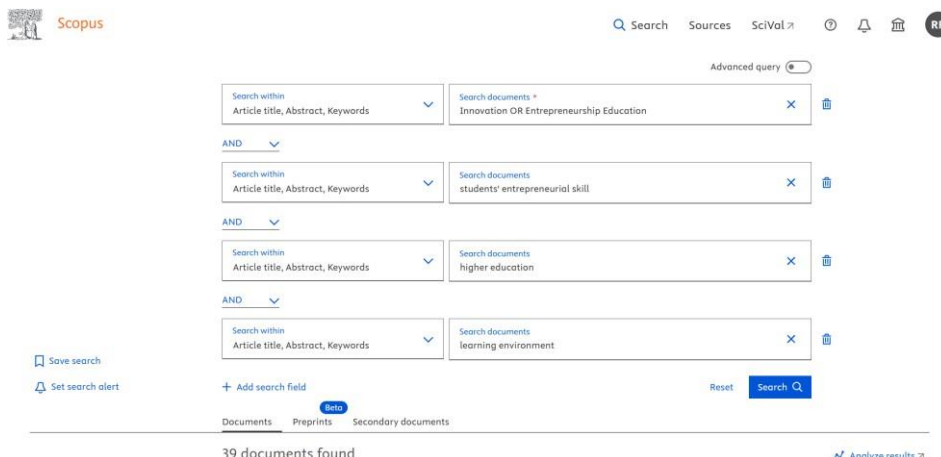 Scopus
Search Sources SciVal
Advanced query
Search within
Article title, Abstract, Keywords
Search documents *
Innovation OR Entrepreneurship Education
AND
Search within
Article title, Abstract, Keywords
Search documents
students' entrepreneurial skill
AND
Search within
Article title, Abstract, Keywords
Search documents
higher education
AND
Search within
Article title, Abstract, Keywords
Search documents
learning environment
Save search
Set search alert
+ Add search field
Reset Search
Beta
Documents Preprints Secondary documents
39 documents found
Analyze results